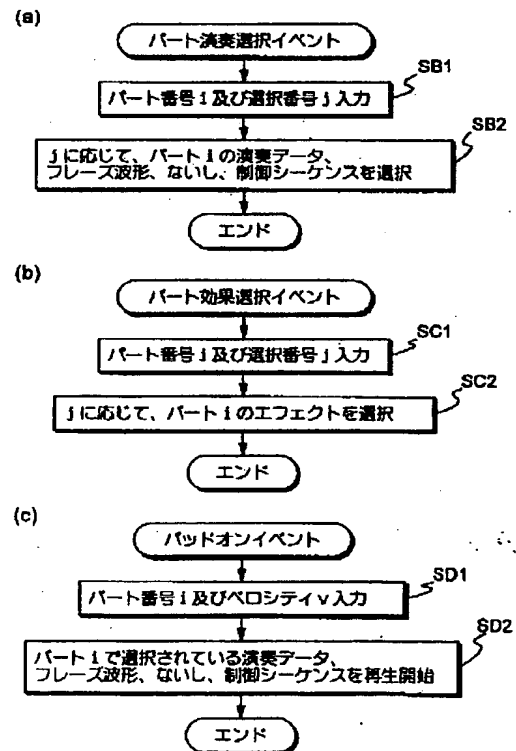 (a)
パート演奏選択イベント
SB1
パート番号i及び選択番号j入力
SB2
jに応じて、パートiの演奏データ、
フレーズ波形、ないし、制御シーケンスを選択
エンド
(b)
パート効果選択イベント
SC1
パート番号i及び選択番号j入力
SC2
jに応じて、パートiのエフェクトを選択
エンド
(c)
パッドオンイベント
SD1
パート番号i及びベロシティv入力
SD2
パートiで選択されている演奏データ、
フレーズ波形、ないし、制御シーケンスを再生開始
エンド